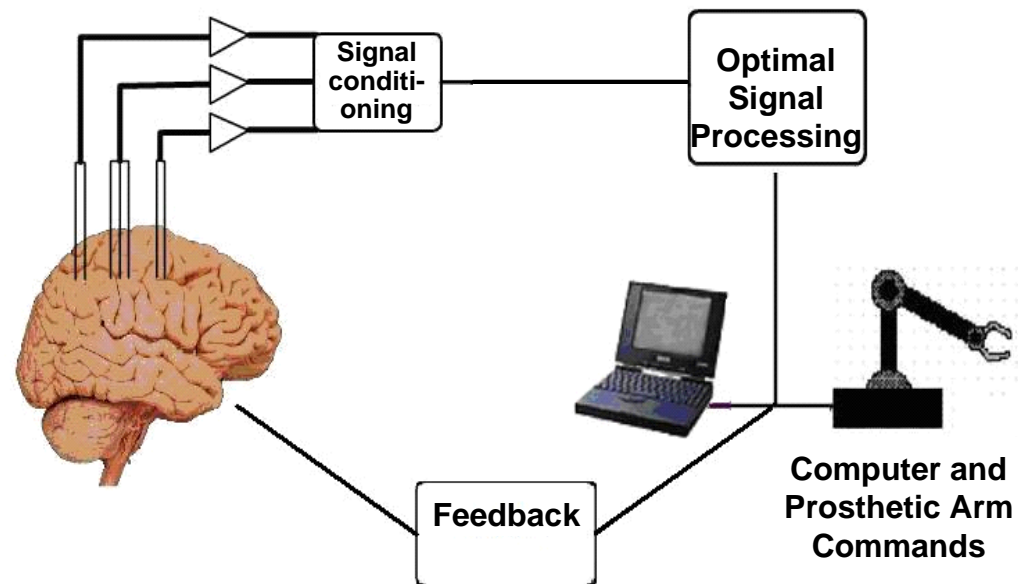 Signal
conditi-
oning
Optimal
Signal
Processing
Feedback
Computer and
Prosthetic Arm
Commands